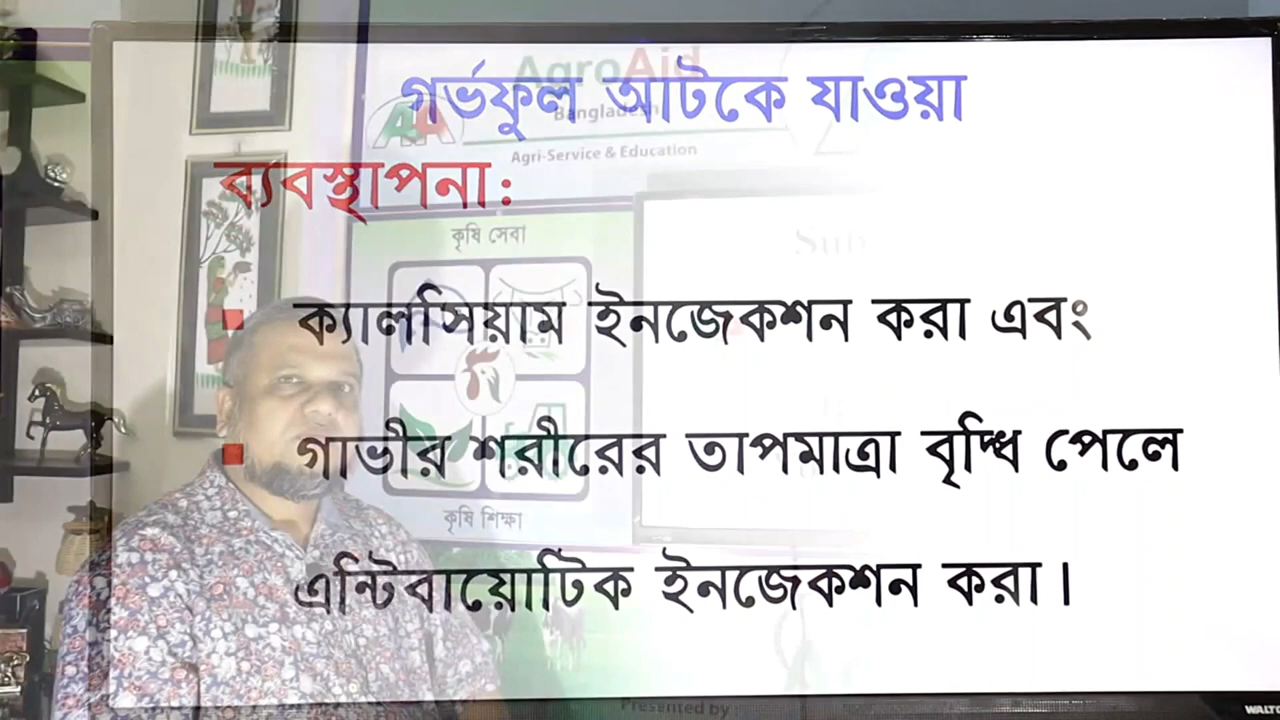 গর্ভফুল আটকে যাওয়া
AgroAid
Bangladesh
Agri-Service & Education
ব্যবস্থাপনা:
কৃষি সেবা
ক্যালসিয়াম ইনজেকশন করা এবং
গাভীর শরীরের তাপমাত্রা বৃদ্ধি পেলে
কৃষি শিক্ষা
এন্টিবায়োটিক ইনজেকশন করা।
Presented by